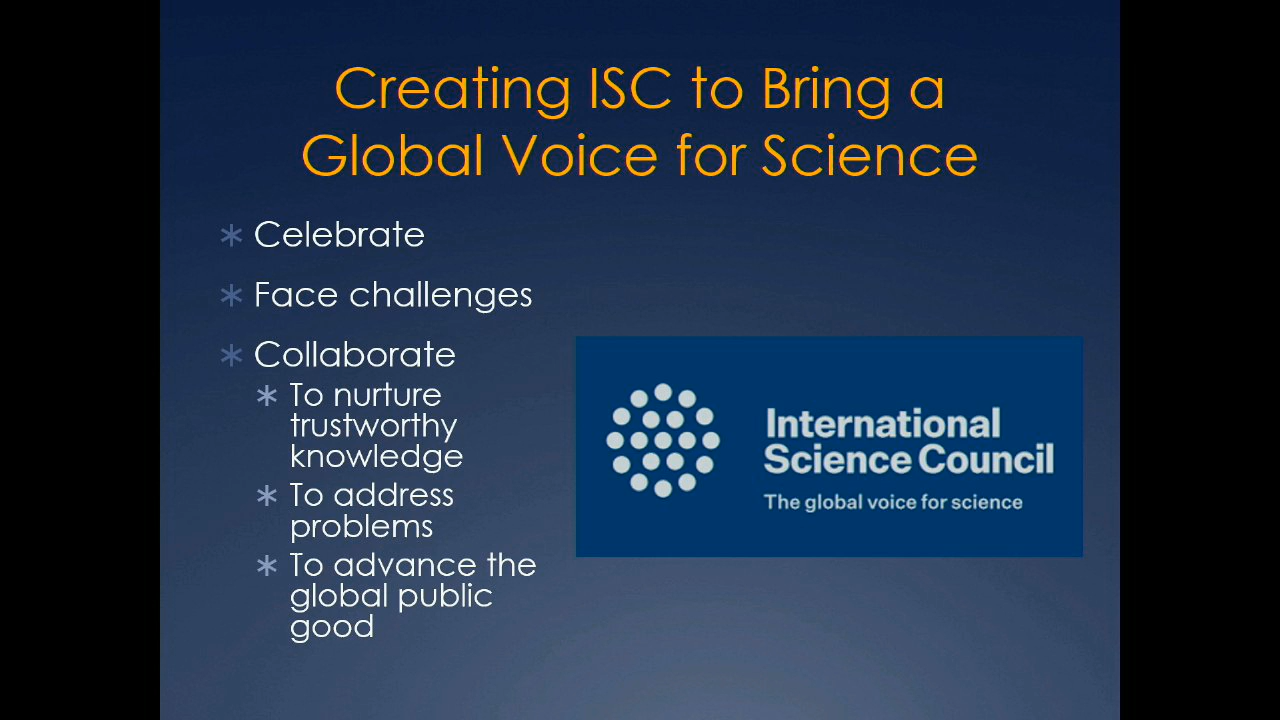 Creating ISC to Bring a
Global Voice for Science
Celebrate
Face challenges
Collaborate
To nurture
trustworthy
knowledge
To address
problems
To advance the
global public
good
International
Science Council
The global voice for science